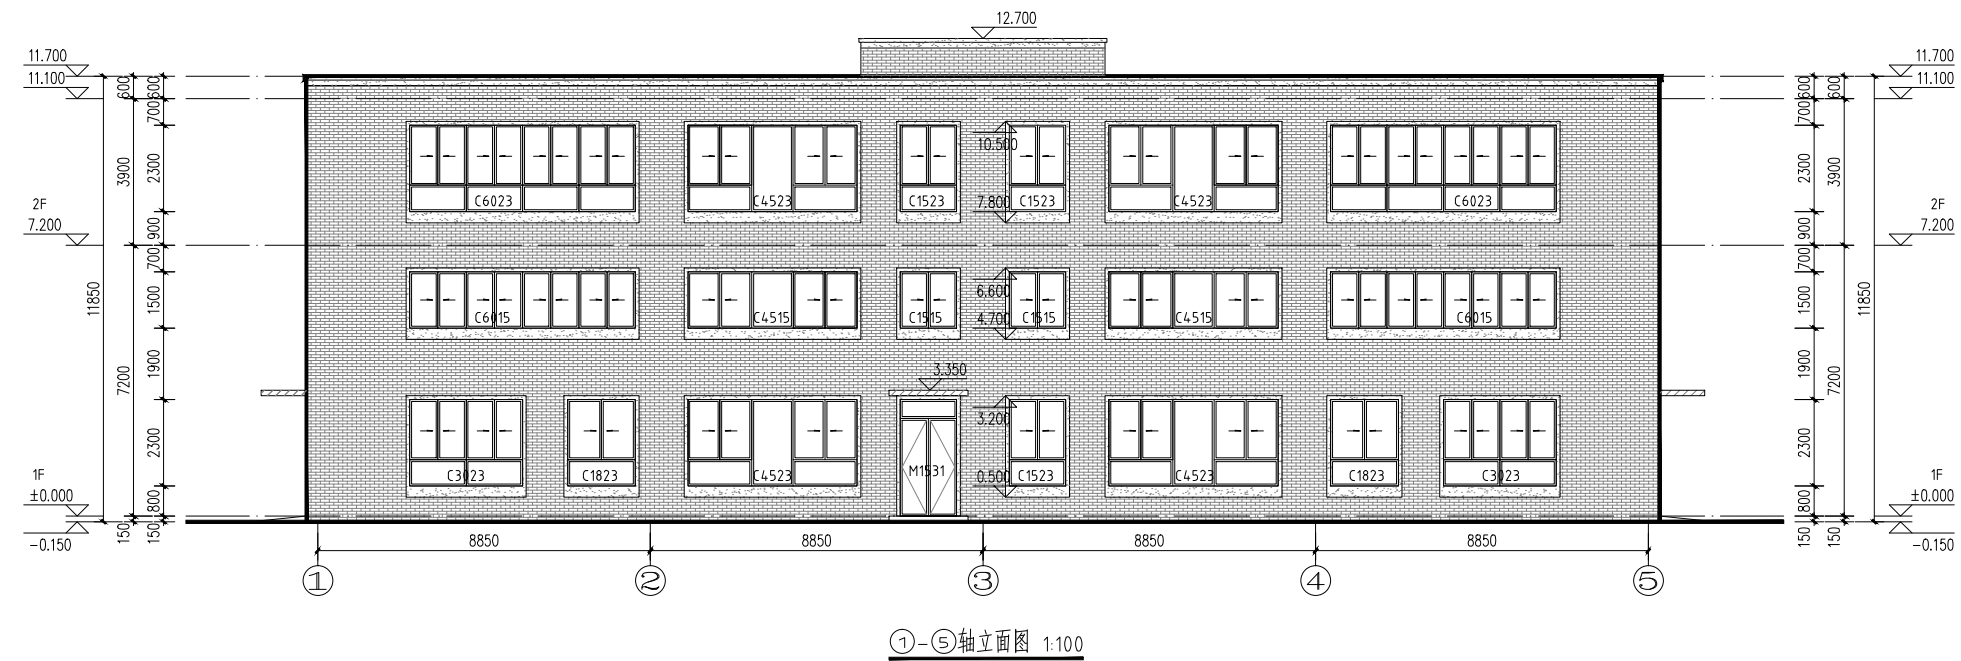 12.700
11.700
11.700
11.100
11.100
600
600
600
600
700
700
10.500
3900
2300
2300
3900
C6023
C4523
C1523
7.800
C1523
C4523
C6023
2F
2F
7.200
7.200
900
900
700
700
6.600
11850
1500
1500
11850
C6015
C4515
C1515
4.700
C1515
C4515
C6015
1900
1900
7200
7200
3.350
3.200
2300
2300
1F
1F
C3023
C1823
C4523
M1531
0.500
C1523
C4523
C1823
C3023
±0.000
±0.000
800
800
150
150
150
150
-0.150
-0.150
8850
8850
8850
8850
1
2
3
4
5
1-5轴立面图 1:100